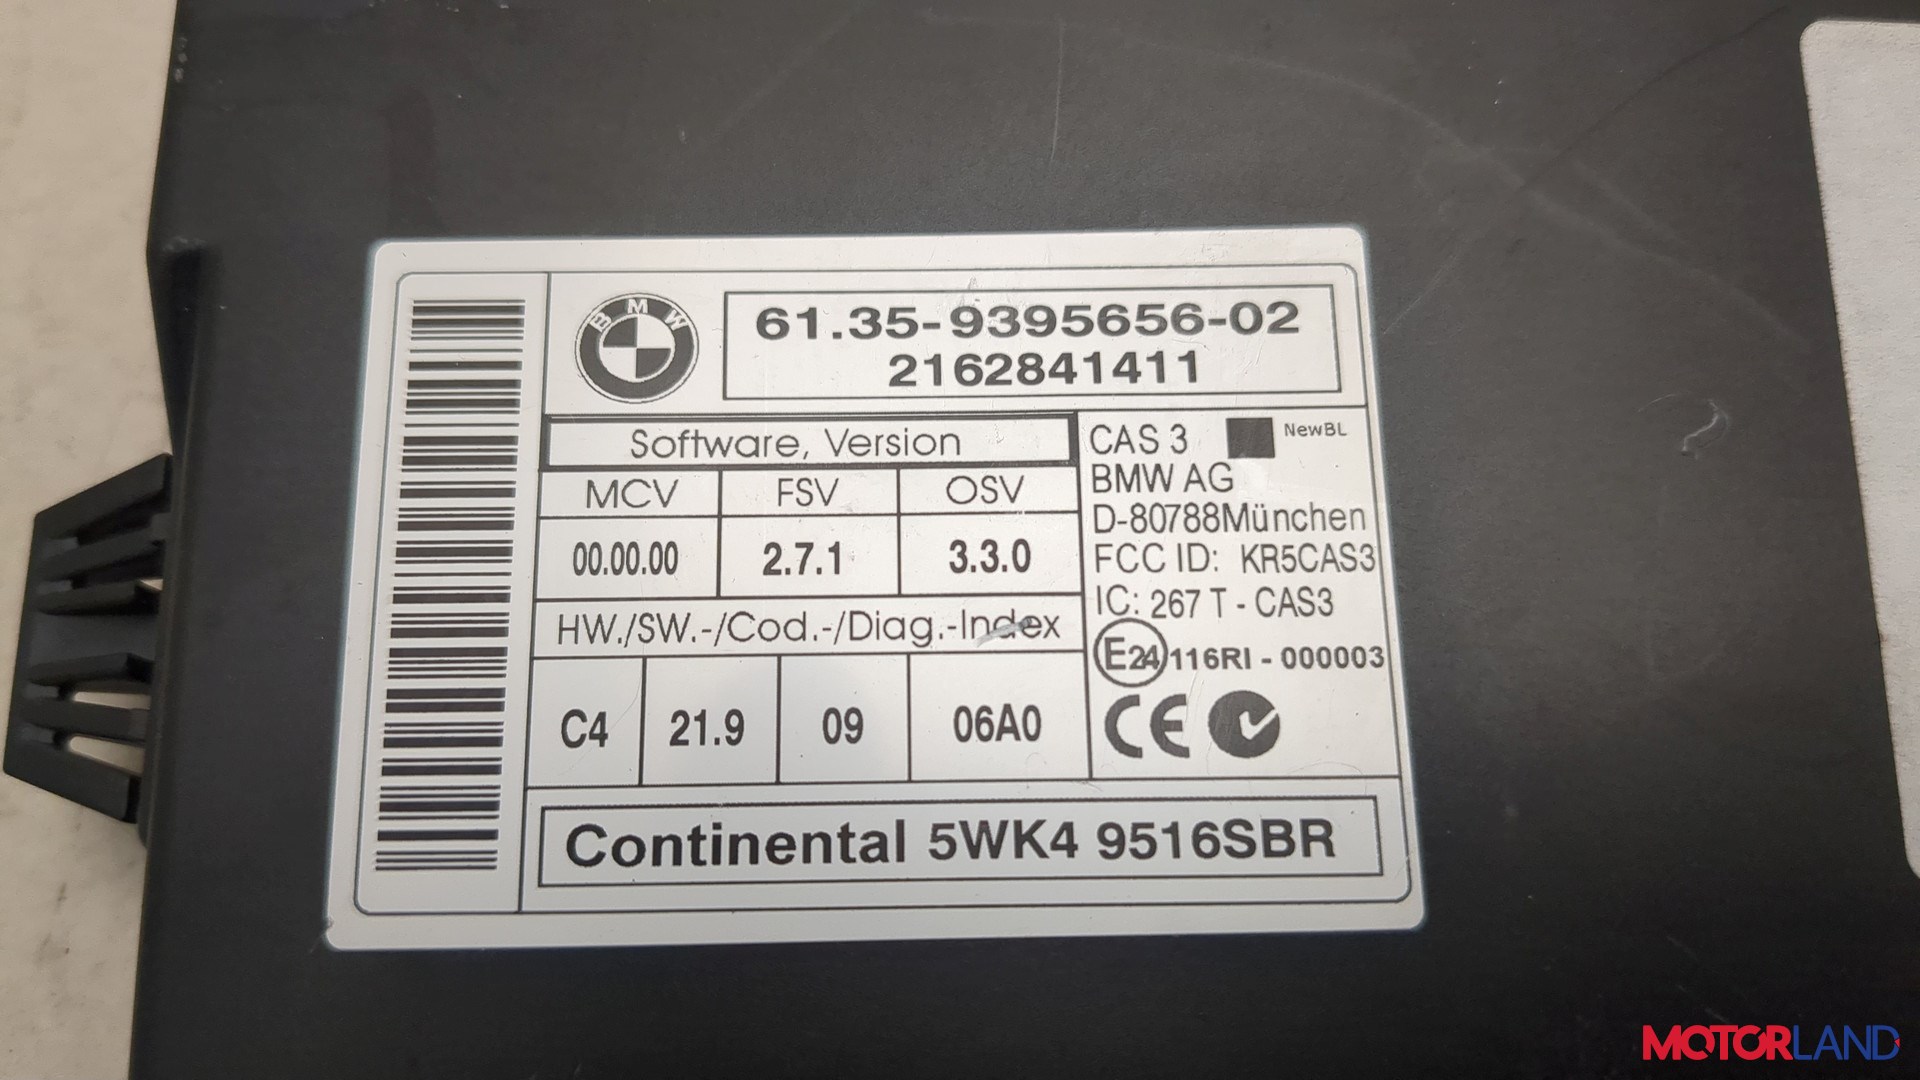 BMW
61.35-9395656-02
2162841411
Software, Version
MCV FSV OSV
00.00.00 2.7.1 3.3.0
HW./SW.-/Cod.-/Diag.-Index
C4 21.9 09 06A0
CAS 3 NewBL
BMW AG
D-80788München
FCC ID: KR5CAS3
IC: 267 T - CAS3
E24 116RI - 000003
CE
Continental 5WK4 9516SBR
MOTORLAND